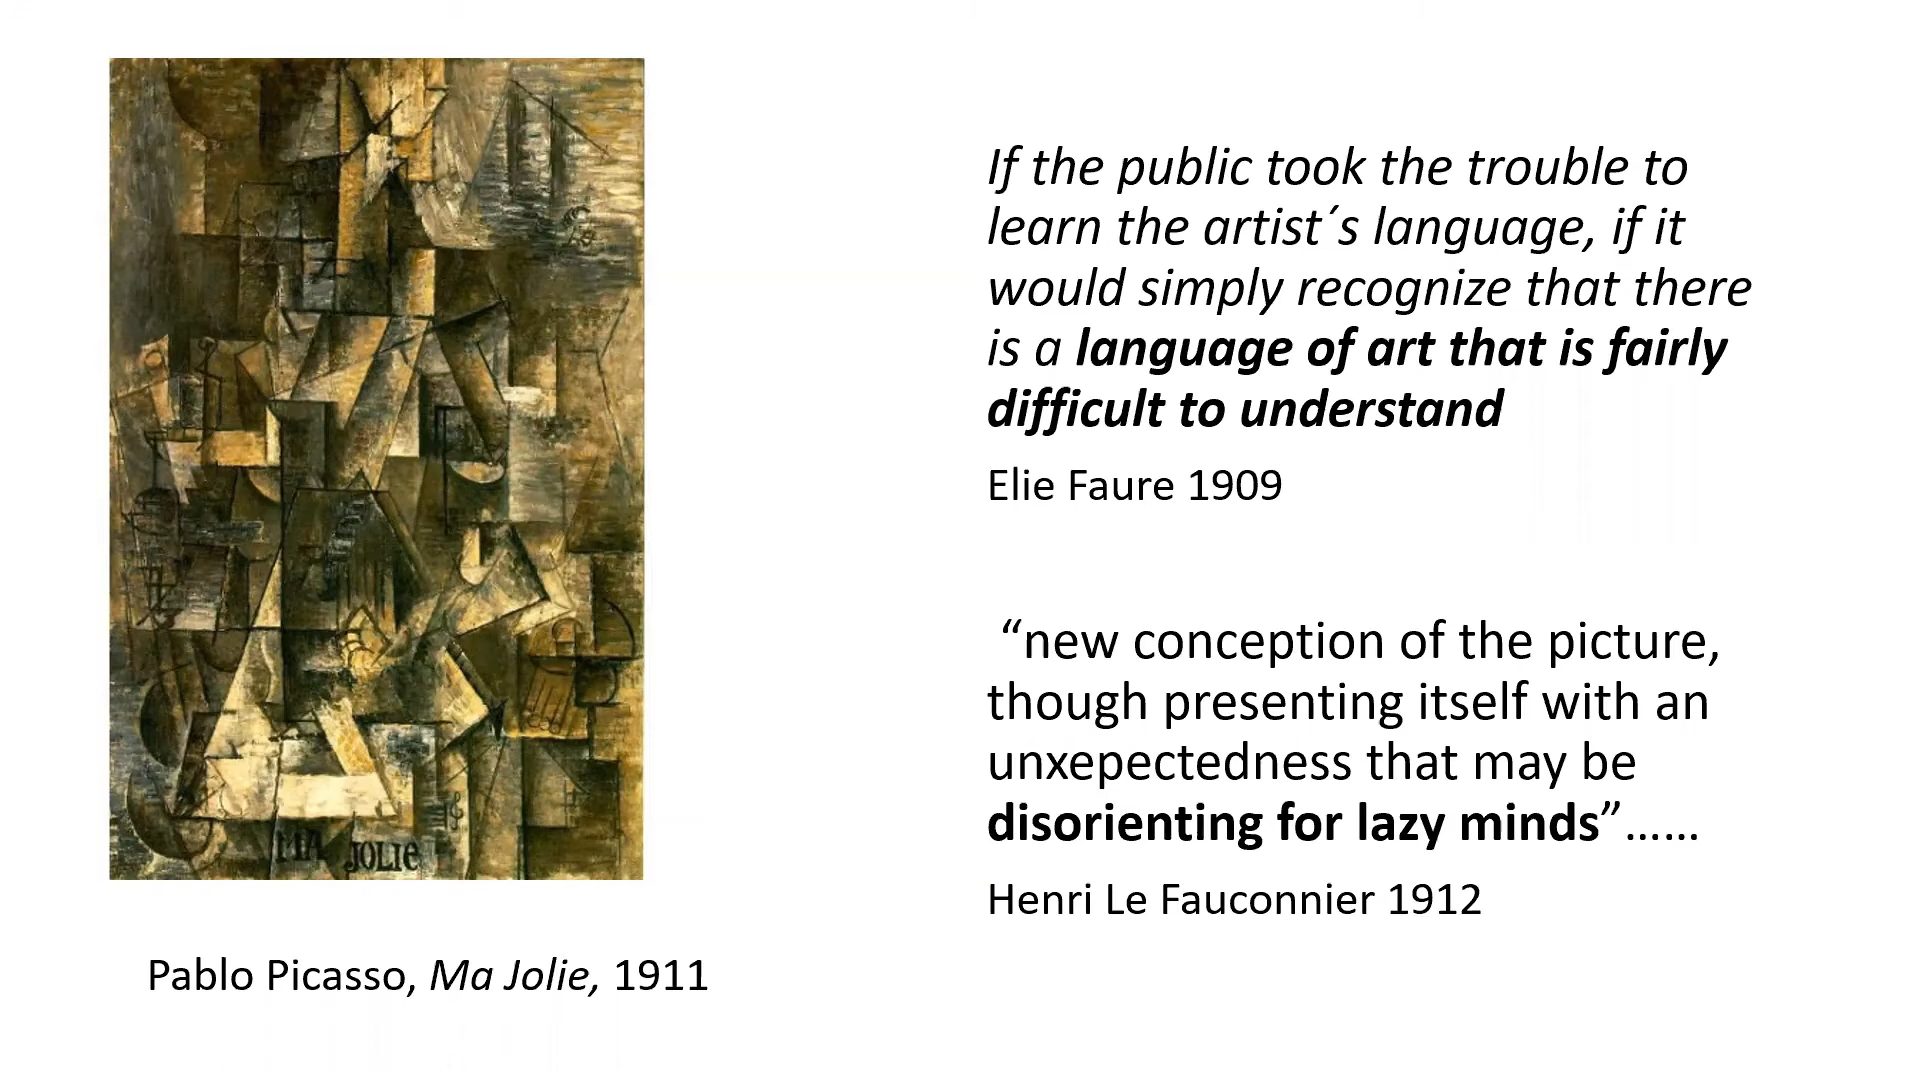 If the public took the trouble to
learn the artist´s language, if it
would simply recognize that there
is a language of art that is fairly
difficult to understand
Elie Faure 1909
“new conception of the picture,
though presenting itself with an
unxepectedness that may be
disorienting for lazy minds”……
Henri Le Fauconnier 1912
MA JOLIE
Pablo Picasso, Ma Jolie, 1911